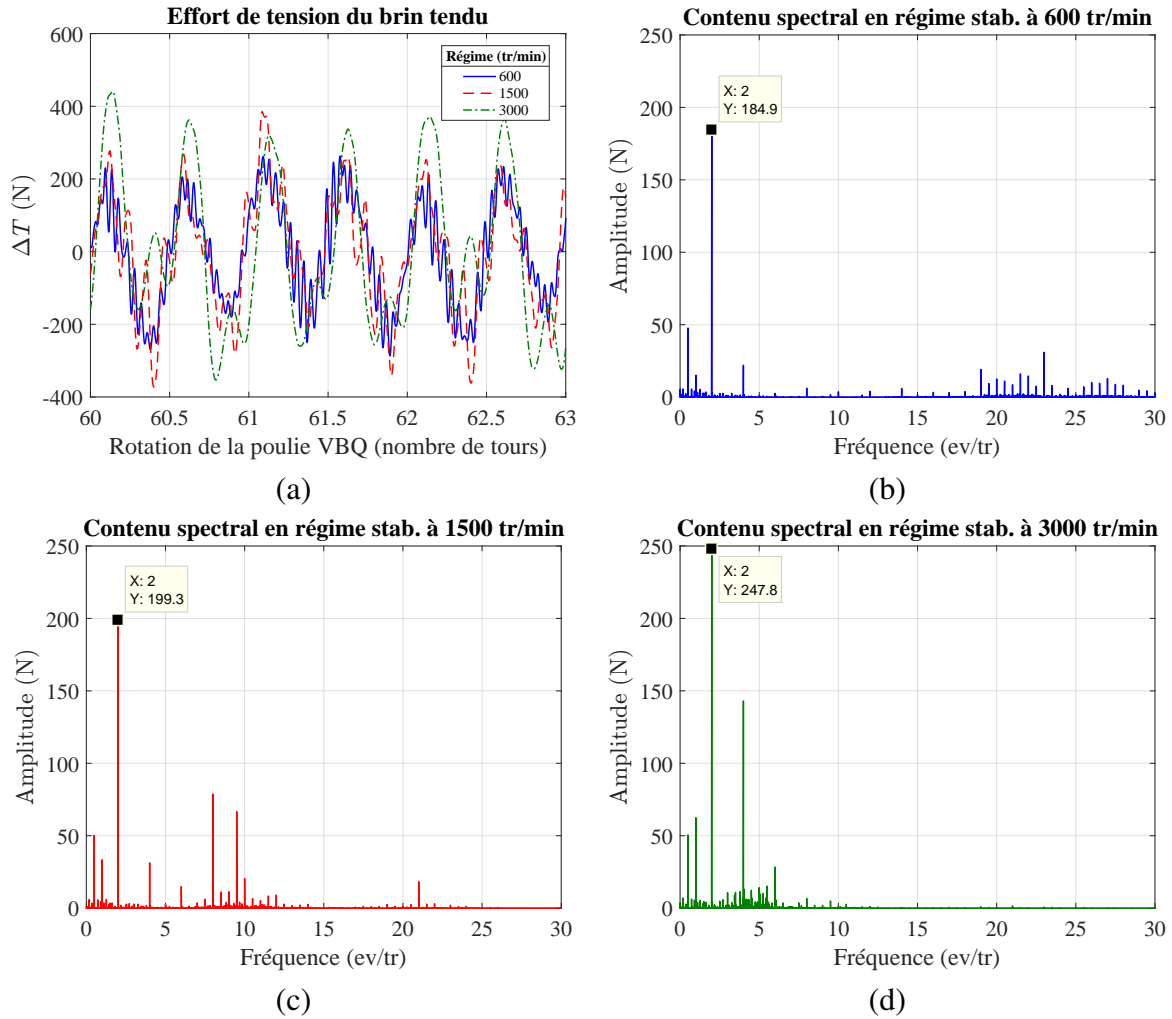 Effort de tension du brin tendu
600
400
200
0
-200
-400
ΔT (N)
60
60.5
61
61.5
62
62.5
63
Rotation de la poulie VBQ (nombre de tours)
Régime (tr/min)
600
1500
3000
(a)
Contenu spectral en régime stab. à 600 tr/min
250
200
150
100
50
0
Amplitude (N)
X: 2
Y: 184.9
0
5
10
15
20
25
30
Fréquence (ev/tr)
(b)
Contenu spectral en régime stab. à 1500 tr/min
250
200
150
100
50
0
Amplitude (N)
X: 2
Y: 199.3
0
5
10
15
20
25
30
Fréquence (ev/tr)
(c)
Contenu spectral en régime stab. à 3000 tr/min
250
200
150
100
50
0
Amplitude (N)
X: 2
Y: 247.8
0
5
10
15
20
25
30
Fréquence (ev/tr)
(d)